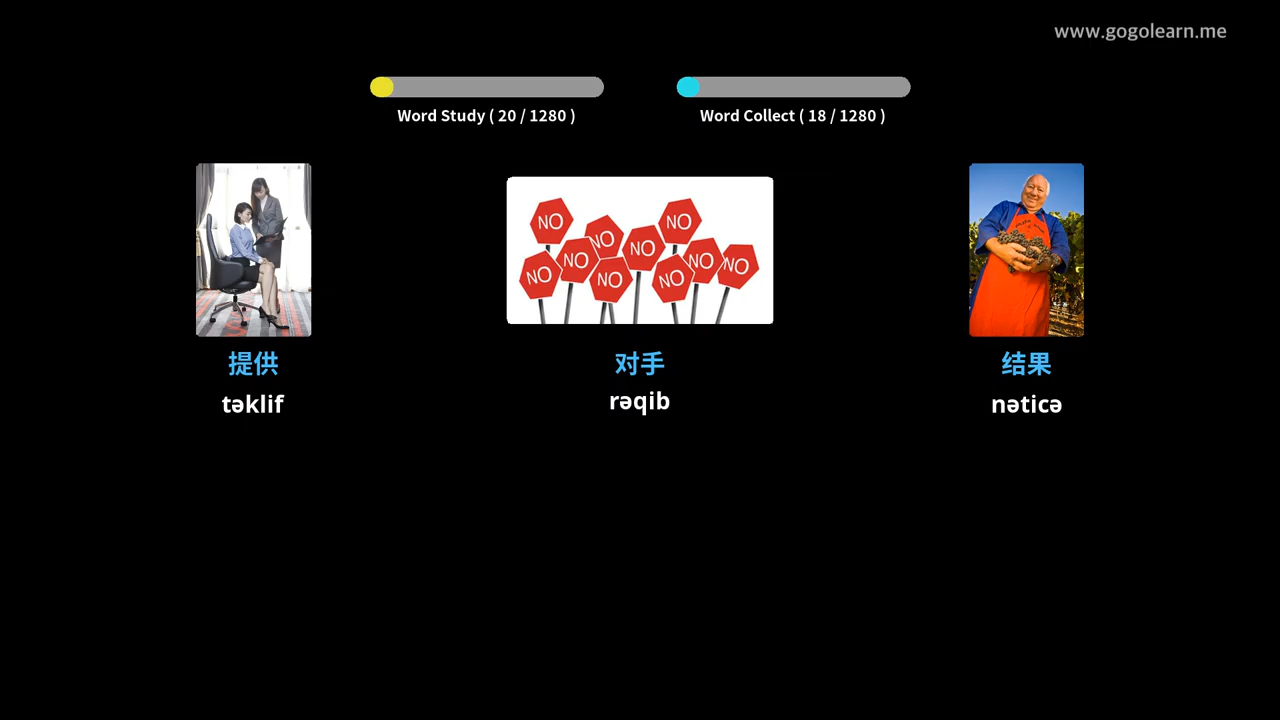 www.gogolearn.me
Word Study ( 20 / 1280 )
Word Collect ( 18 / 1280 )
NO
NO
NO
NO
NO
NO
NO
NO
NO
NO
提供
对手
结果
təklif
rəqib
nəticə